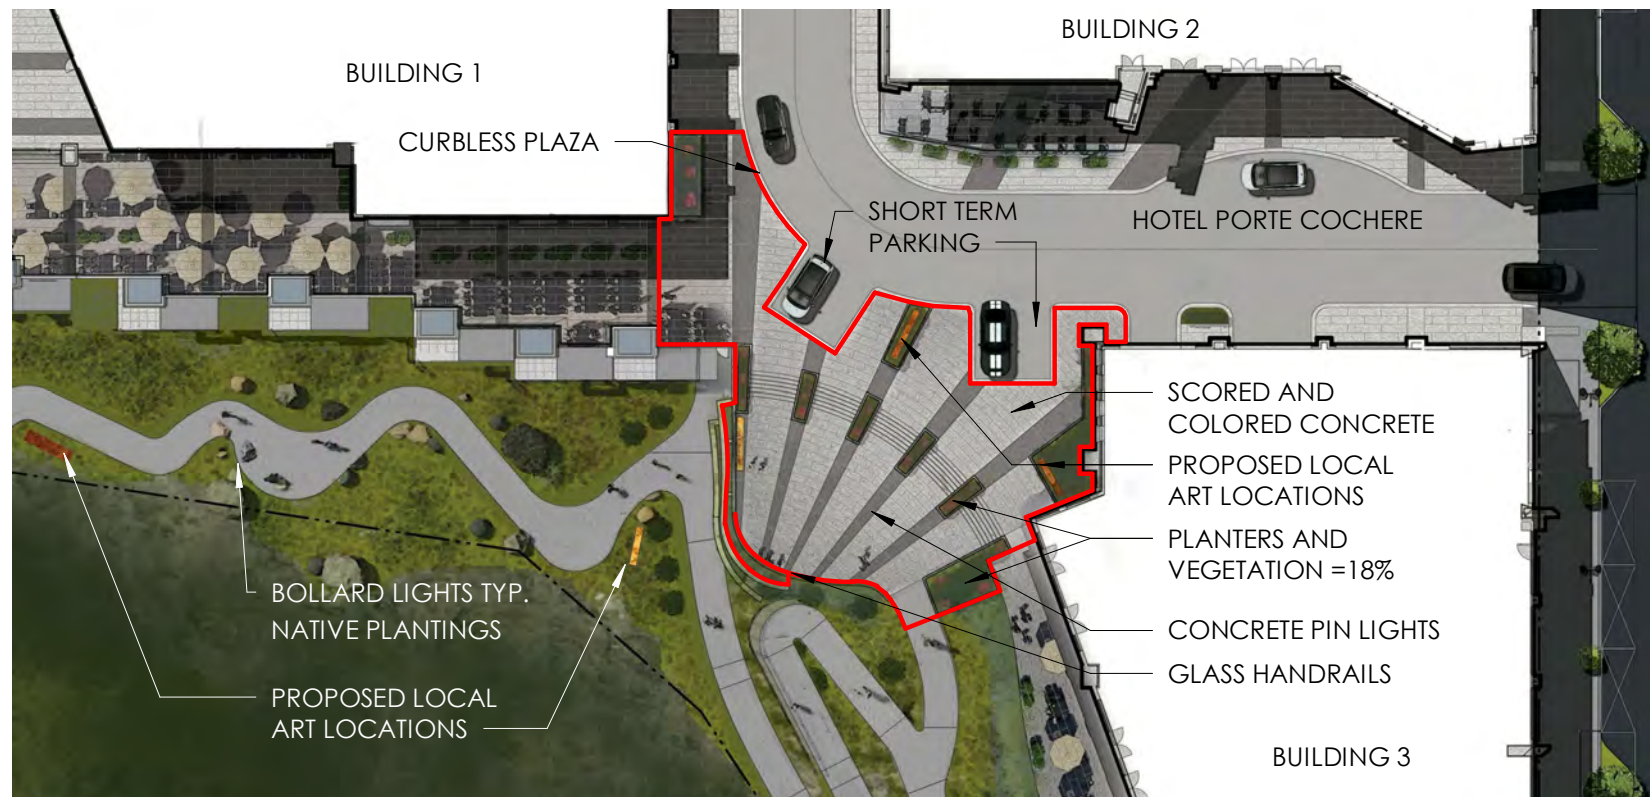 BUILDING 1
BUILDING 2
CURBLESS PLAZA
SHORT TERM
PARKING
HOTEL PORTE COCHERE
SCORED AND
COLORED CONCRETE
PROPOSED LOCAL
ART LOCATIONS
PLANTERS AND
VEGETATION =18%
CONCRETE PIN LIGHTS
GLASS HANDRAILS
BOLLARD LIGHTS TYP.
NATIVE PLANTINGS
PROPOSED LOCAL
ART LOCATIONS
BUILDING 3